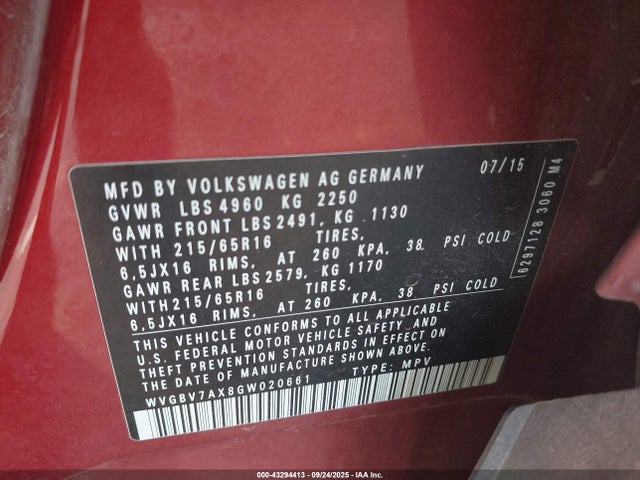 MFD BY VOLKSWAGEN AG GERMANY 07/15
GVWR LBS 4960 KG 2250
GAWR FRONT LBS 2491, KG 1130
WITH 215/65R16 TIRES,
6,5JX16 RIMS, AT 260 KPA, 38 PSI COLD
GAWR REAR LBS 2579, KG 1170
WITH 215/65R16 TIRES,
6,5JX16 RIMS, AT 260 KPA, 38 PSI COLD
THIS VEHICLE CONFORMS TO ALL APPLICABLE
U.S. FEDERAL MOTOR VEHICLE SAFETY AND
THEFT PREVENTION STANDARDS IN EFFECT ON
DATE OF MANUFACTURE SHOWN ABOVE.
WVGBV7AX8GW020661 TYPE: MPV
6297128 3060 M4
000-43294413 - 09/24/2025 - IAA Inc.